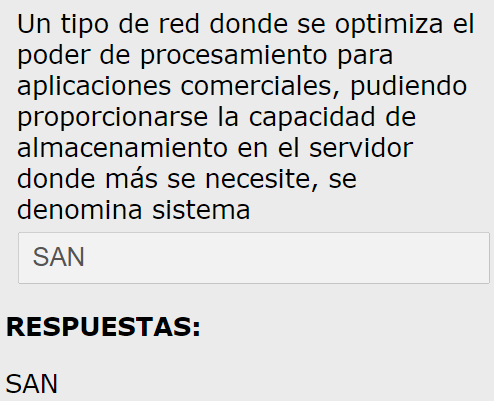 Un tipo de red donde se optimiza el
poder de procesamiento para
aplicaciones comerciales, pudiendo
proporcionarse la capacidad de
almacenamiento en el servidor
donde más se necesite, se
denomina sistema
SAN
RESPUESTAS:
SAN